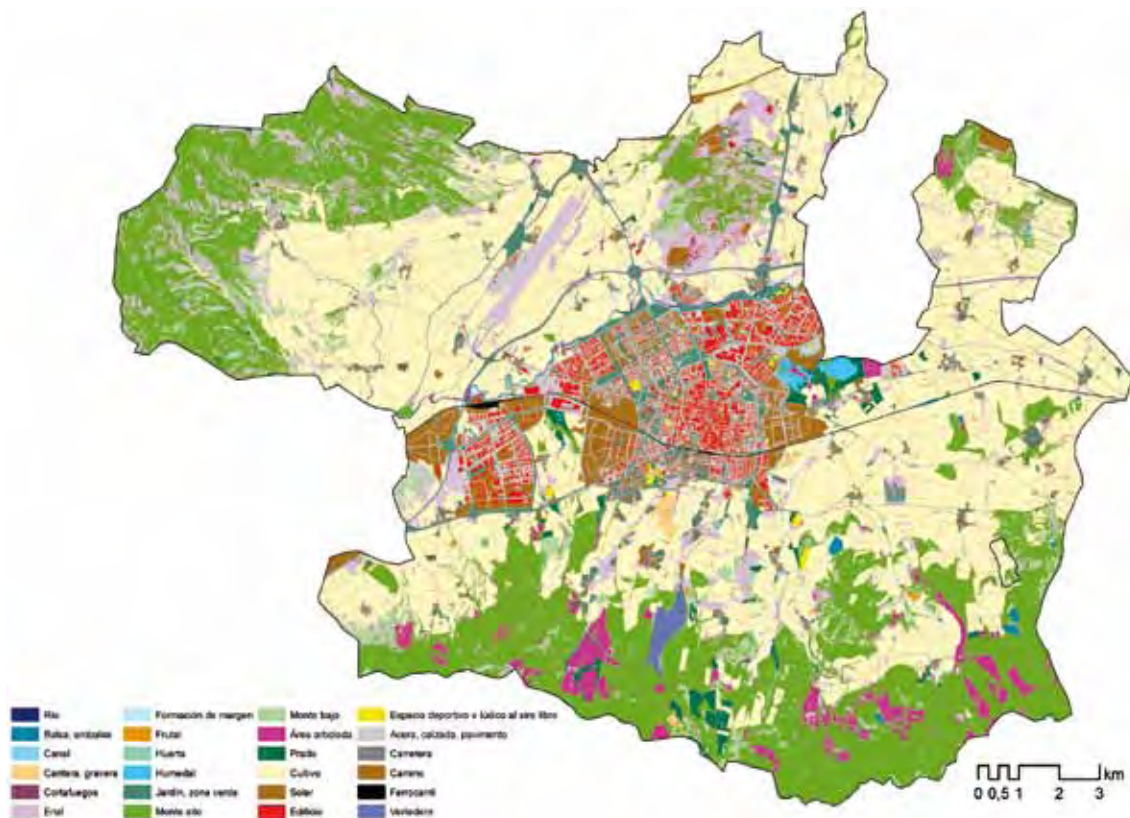 Río
Formación de margen
Monte bajo
Espacio deportivo o lúdico al aire libre
Balsa, embalse
Frutal
Área arbolada
Acera, calzada, pavimento
Canal
Huerta
Prado
Carretera
Cantera, gravera
Humedal
Cultivo
Camino
Cortafuegos
Jardín, zona verde
Solar
Ferrocarril
Erial
Monte alto
Edificio
Vertedero
km
0 0,5 1 2 3